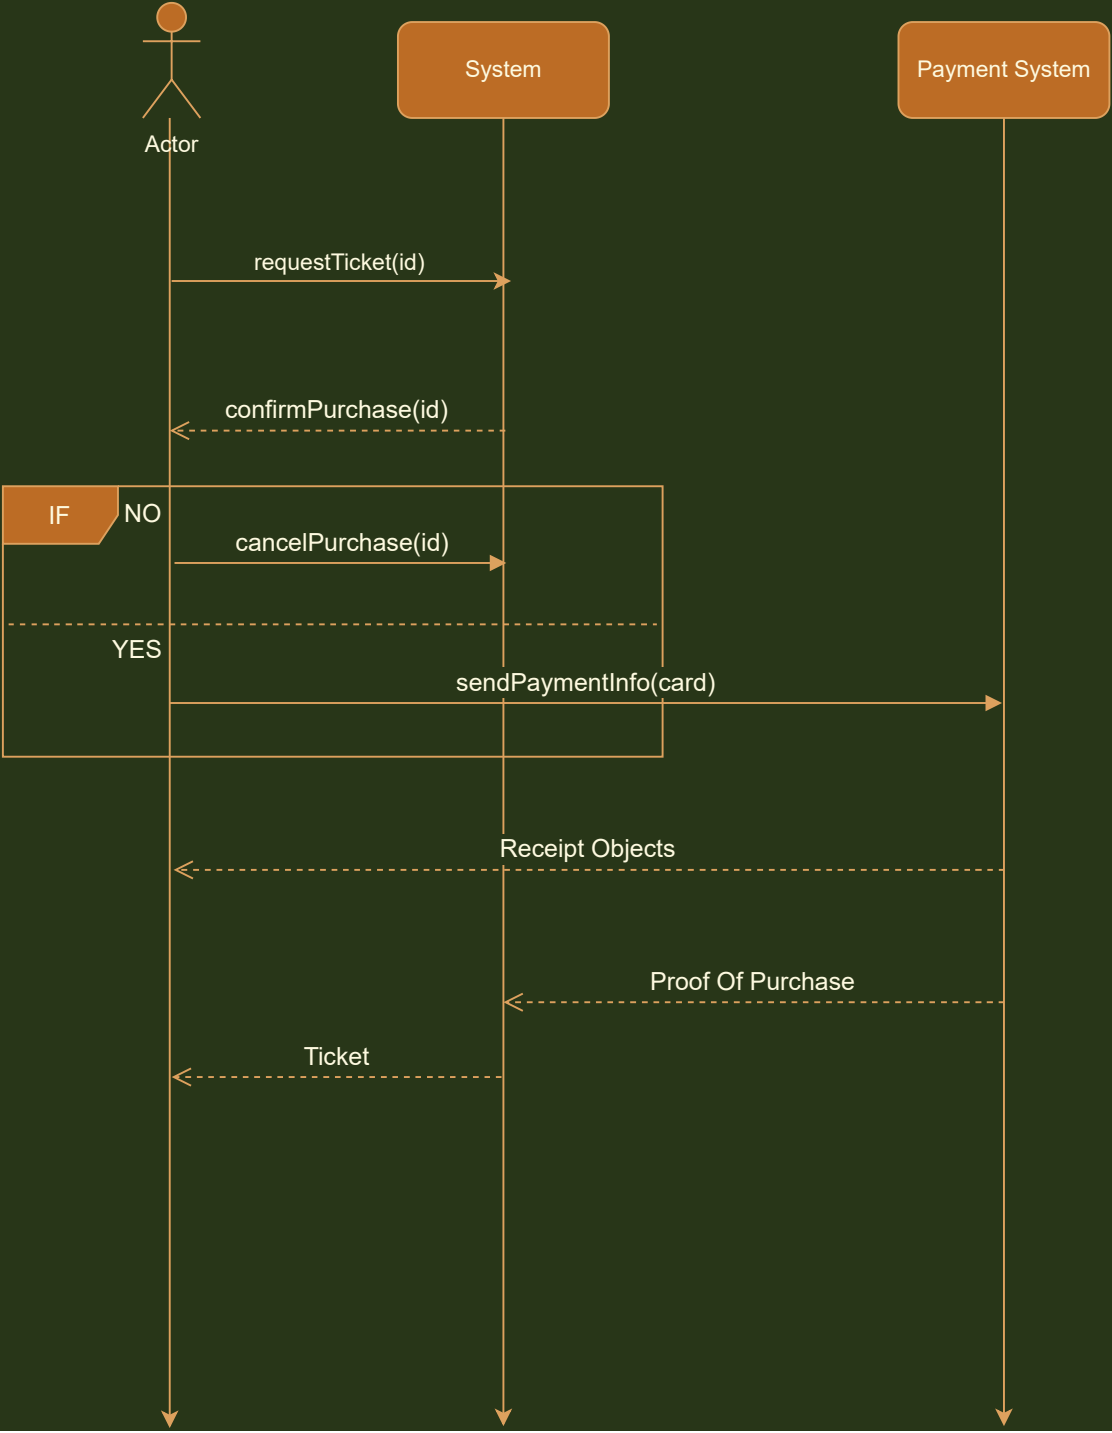 System
Payment System
Actor
requestTicket(id)
confirmPurchase(id)
IF
NO
cancelPurchase(id)
YES
sendPaymentInfo(card)
Receipt Objects
Proof Of Purchase
Ticket